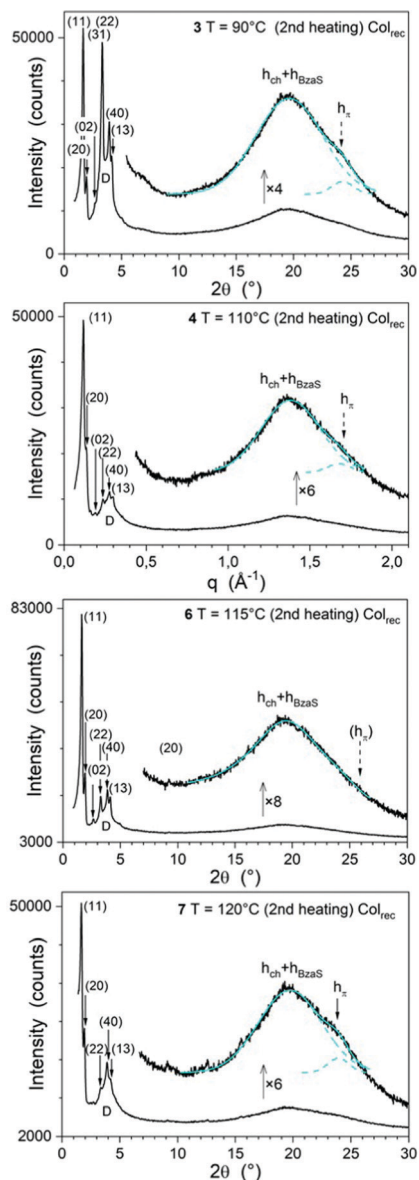 3 T = 90°C (2nd heating) Colrec
50000
(11)
(22)
(31)
(40)
(02)
(13)
(20)
D
hch+hBzaS
hπ
×4
Intensity (counts)
0
0 5 10 15 20 25 30
2θ (°)
4 T = 110°C (2nd heating) Colrec
50000
(11)
(20)
(02)
(22)
(40)
(13)
D
hch+hBzaS
hπ
×6
Intensity (counts)
0
0,0 0,5 1,0 1,5 2,0
q (Å-1)
6 T = 115°C (2nd heating) Colrec
83000
(11)
(20)
(22)
(40)
(02)
(13)
D
(20)
hch+hBzaS
(hπ)
×8
Intensity (counts)
3000
0 5 10 15 20 25 30
2θ (°)
7 T = 120°C (2nd heating) Colrec
50000
(11)
(20)
(40)
(22)
(13)
D
hch+hBzaS
hπ
×6
Intensity (counts)
2000
0 5 10 15 20 25 30
2θ (°)